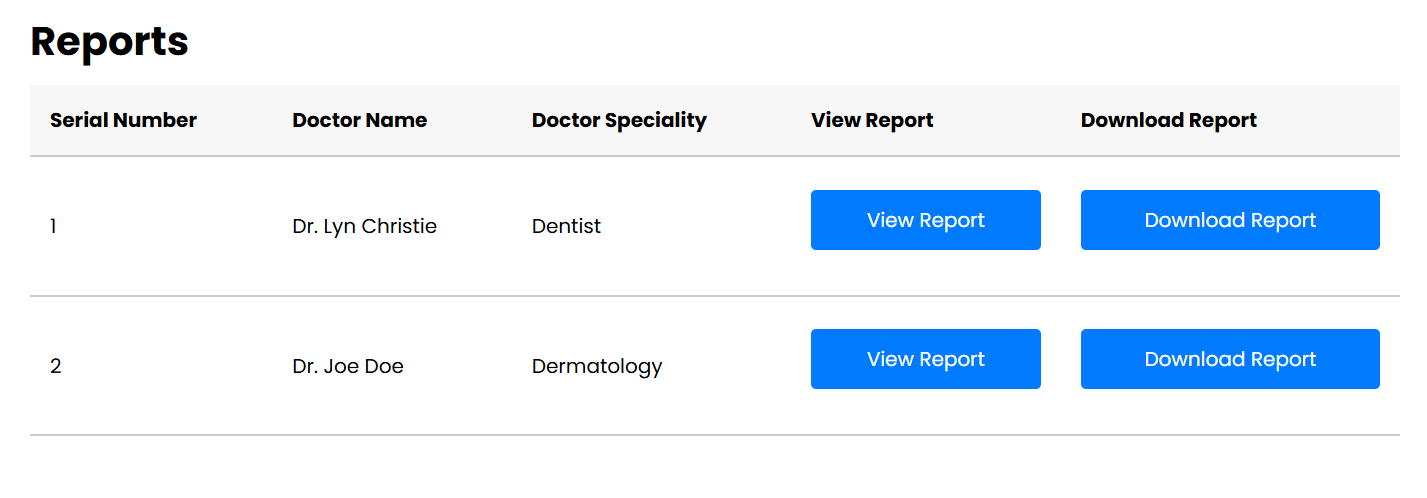 Reports
Serial Number Doctor Name Doctor Speciality View Report Download Report
1 Dr. Lyn Christie Dentist View Report Download Report
2 Dr. Joe Doe Dermatology View Report Download Report